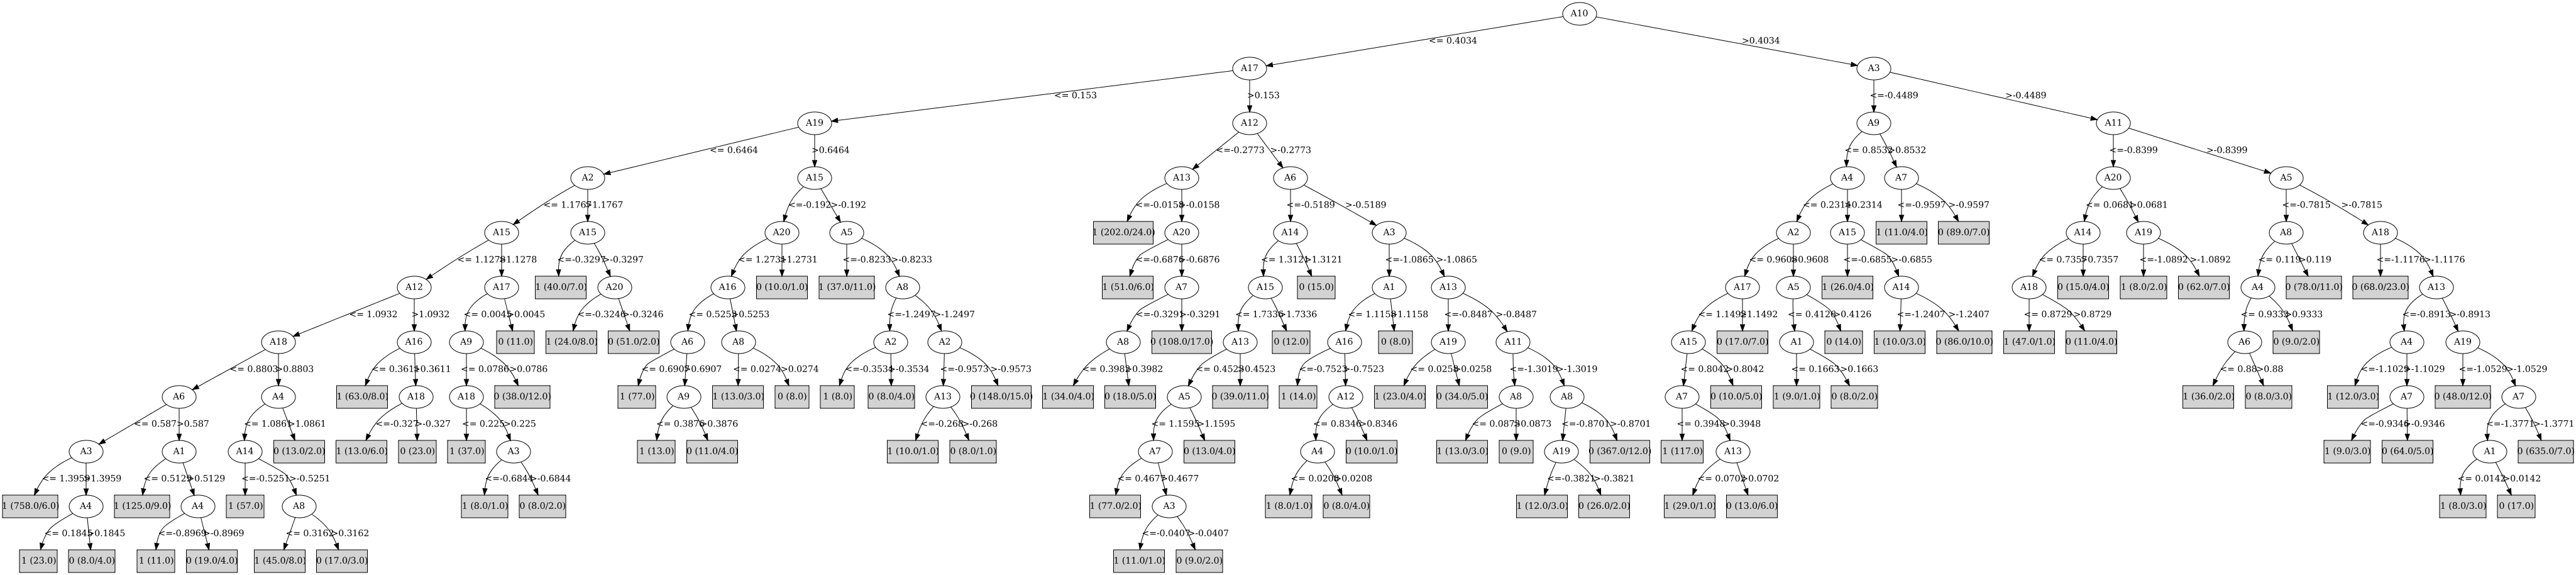 A10
<= 0.4034 >0.4034
A17 A3
<= 0.153 >0.153 <=-0.4489 >-0.4489
A19 A12 A9 A11
<= 0.6464 >0.6464 <=-0.2773 >-0.2773 <= 0.8532 >0.8532 <=-0.8399 >-0.8399
A2 A15 A13 A6 A4 A7 A20 A5
<= 1.1767 >1.1767 <=-0.192 >-0.192 <=-0.0158 >-0.0158 <=-0.5189 >-0.5189 <= 0.2314 >0.2314 <=-0.9597 >-0.9597 <= 0.0681 >0.0681 <=-0.7815 >-0.7815
A15 A15 A20 A5 1 (202.0/24.0) A20 A14 A3 A2 A15 1 (11.0/4.0) 0 (89.0/7.0) A14 A19 A8 A18
<= 1.1278 >1.1278 <=-0.3297 >-0.3297 <= 1.2731 >1.2731 <=-0.8233 >-0.8233 <=-0.6876 >-0.6876 <= 1.3121 >1.3121 <=-1.0865 >-1.0865 <= 0.9608 >0.9608 <=-0.6855 >-0.6855 <= 0.7357 >0.7357 <=-1.0892 >-1.0892 <= 0.119 >0.119 <=-1.1176 >-1.1176
A12 A17 1 (40.0/7.0) A20 A16 0 (10.0/1.0) 1 (37.0/11.0) A8 1 (51.0/6.0) A7 A15 0 (15.0) A1 A13 A17 A5 1 (26.0/4.0) A14 A18 0 (15.0/4.0) 1 (8.0/2.0) 0 (62.0/7.0) A4 0 (78.0/11.0) 0 (68.0/23.0) A13
<= 1.0932 >1.0932 <= 0.0045 >0.0045 <=-0.3246 >-0.3246 <= 0.5253 >0.5253 <=-1.2497 >-1.2497 <=-0.3291 >-0.3291 <= 1.7336 >1.7336 <= 1.1158 >1.1158 <=-0.8487 >-0.8487 <= 1.1492 >1.1492 <= 0.4126 >0.4126 <=-1.2407 >-1.2407 <= 0.8729 >0.8729 <= 0.9333 >0.9333 <=-0.8913 >-0.8913
A18 A16 A9 0 (11.0) 1 (24.0/8.0) 0 (51.0/2.0) A6 A8 A2 A2 A8 0 (108.0/17.0) A13 0 (12.0) A16 0 (8.0) A19 A11 A15 0 (17.0/7.0) A1 0 (14.0) 1 (10.0/3.0) 0 (86.0/10.0) 1 (47.0/1.0) 0 (11.0/4.0) A6 0 (9.0/2.0) A4 A19
<= 0.8803 >0.8803 <= 0.3611 >0.3611 <= 0.0786 >0.0786 <= 0.6907 >0.6907 <= 0.0274 >0.0274 <=-0.3534 >-0.3534 <=-0.9573 >-0.9573 <= 0.3982 >0.3982 <= 0.4523 >0.4523 <=-0.7523 >-0.7523 <= 0.0258 >0.0258 <=-1.3019 >-1.3019 <= 0.8042 >0.8042 <= 0.1663 >0.1663 <= 0.88 >0.88 <=-1.1029 >-1.1029 <=-1.0529 >-1.0529
A6 A4 1 (63.0/8.0) A18 A18 0 (38.0/12.0) 1 (77.0) A9 1 (13.0/3.0) 0 (8.0) 1 (8.0) 0 (8.0/4.0) A13 0 (148.0/15.0) 1 (34.0/4.0) 0 (18.0/5.0) A5 0 (39.0/11.0) 1 (14.0) A12 1 (23.0/4.0) 0 (34.0/5.0) A8 A8 A7 0 (10.0/5.0) 1 (9.0/1.0) 0 (8.0/2.0) 1 (36.0/2.0) 0 (8.0/3.0) 1 (12.0/3.0) A7 0 (48.0/12.0) A7
<= 0.587 >0.587 <= 1.0861 >1.0861 <=-0.327 >-0.327 <= 0.225 >0.225 <= 0.3876 >0.3876 <=-0.268 >-0.268 <= 1.1595 >1.1595 <= 0.8346 >0.8346 <= 0.0873 >0.0873 <=-0.8701 >-0.8701 <= 0.3948 >0.3948 <=-0.9346 >-0.9346 <=-1.3771 >-1.3771
A3 A1 A14 0 (13.0/2.0) 1 (13.0/6.0) 0 (23.0) 1 (37.0) A3 1 (13.0) 0 (11.0/4.0) 1 (10.0/1.0) 0 (8.0/1.0) A7 0 (13.0/4.0) A4 0 (10.0/1.0) 1 (13.0/3.0) 0 (9.0) A19 0 (367.0/12.0) 1 (117.0) A13 1 (9.0/3.0) 0 (64.0/5.0) A1 0 (635.0/7.0)
<= 1.3959 >1.3959 <= 0.5129 >0.5129 <=-0.5251 >-0.5251 <=-0.6844 >-0.6844 <= 0.4677 >0.4677 <= 0.0208 >0.0208 <=-0.3821 >-0.3821 <= 0.0702 >0.0702 <= 0.0142 >0.0142
1 (758.0/6.0) A4 1 (125.0/9.0) A4 1 (57.0) A8 1 (8.0/1.0) 0 (8.0/2.0) 1 (77.0/2.0) A3 1 (8.0/1.0) 0 (8.0/4.0) 1 (12.0/3.0) 0 (26.0/2.0) 1 (29.0/1.0) 0 (13.0/6.0) 1 (8.0/3.0) 0 (17.0)
<= 0.1845 >0.1845 <=-0.8969 >-0.8969 <= 0.3162 >0.3162 <=-0.0407 >-0.0407
1 (23.0) 0 (8.0/4.0) 1 (11.0) 0 (19.0/4.0) 1 (45.0/8.0) 0 (17.0/3.0) 1 (11.0/1.0) 0 (9.0/2.0)